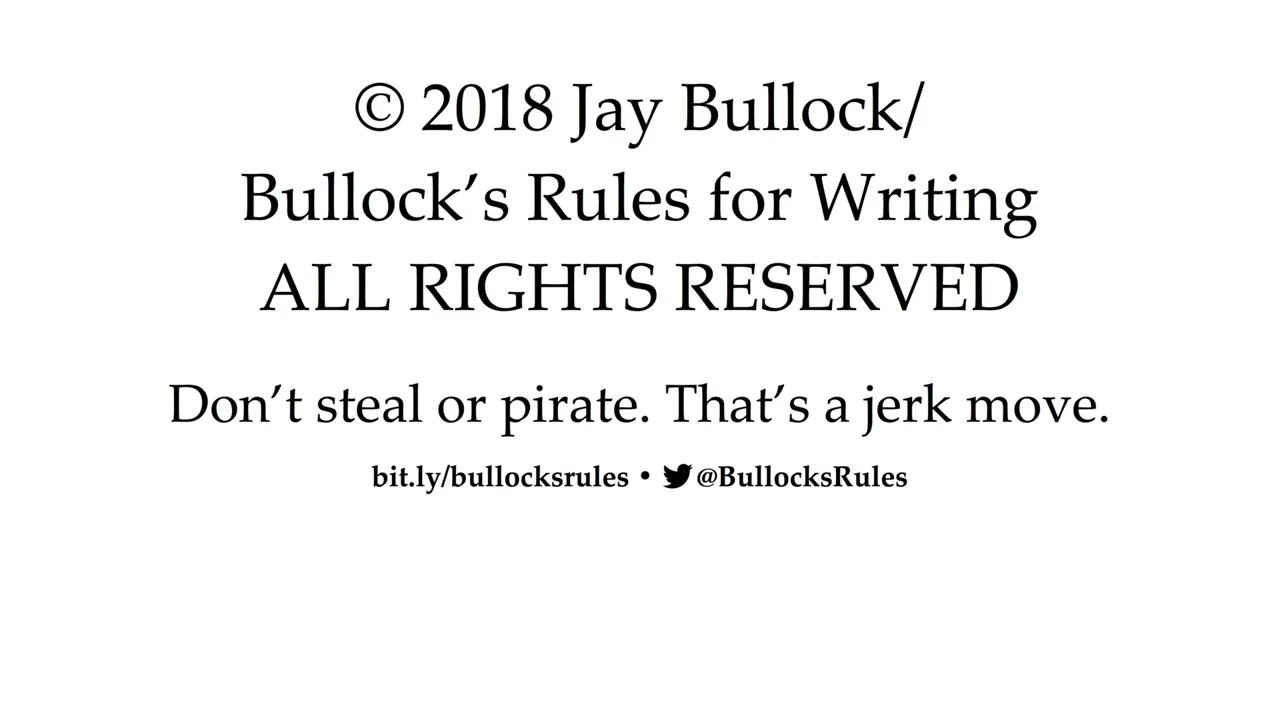 © 2018 Jay Bullock/
Bullock’s Rules for Writing
ALL RIGHTS RESERVED
Don’t steal or pirate. That’s a jerk move.
bit.ly/bullocksrules • @BullocksRules